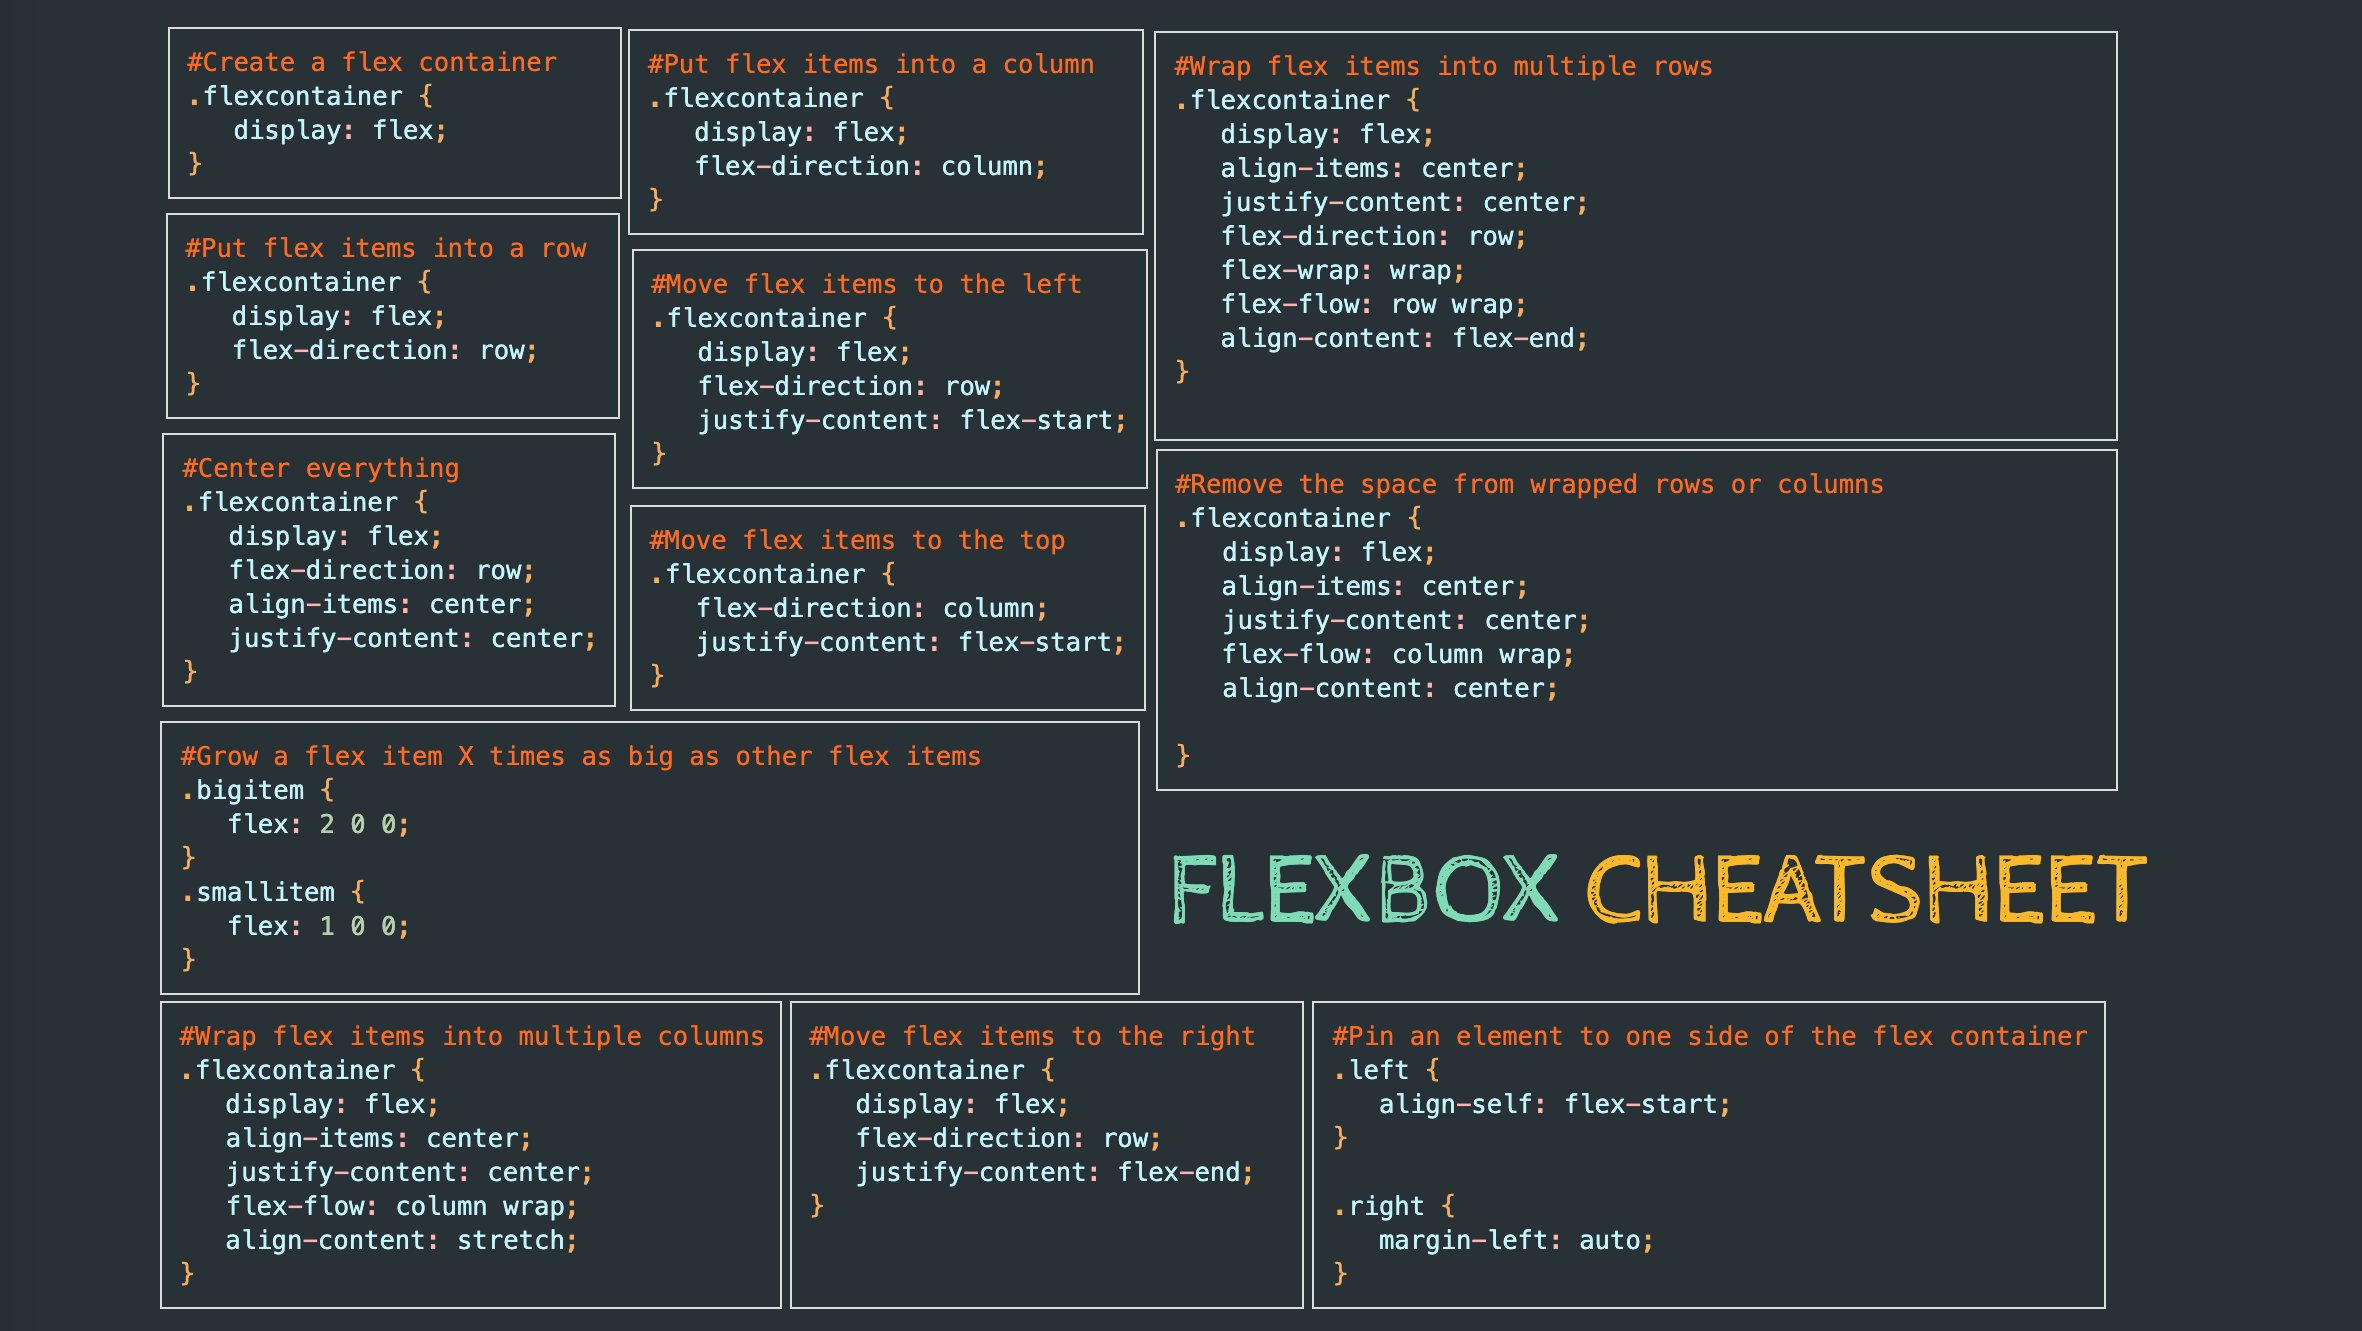 #Create a flex container
.flexcontainer {
   display: flex;
}
#Put flex items into a row
.flexcontainer {
   display: flex;
   flex-direction: row;
}
#Center everything
.flexcontainer {
   display: flex;
   flex-direction: row;
   align-items: center;
   justify-content: center;
}
#Put flex items into a column
.flexcontainer {
   display: flex;
   flex-direction: column;
}
#Move flex items to the left
.flexcontainer {
   display: flex;
   flex-direction: row;
   justify-content: flex-start;
}
#Move flex items to the top
.flexcontainer {
   flex-direction: column;
   justify-content: flex-start;
}
#Wrap flex items into multiple rows
.flexcontainer {
   display: flex;
   align-items: center;
   justify-content: center;
   flex-direction: row;
   flex-wrap: wrap;
   flex-flow: row wrap;
   align-content: flex-end;
}
#Remove the space from wrapped rows or columns
.flexcontainer {
   display: flex;
   align-items: center;
   justify-content: center;
   flex-flow: column wrap;
   align-content: center;
}
#Grow a flex item X times as big as other flex items
.bigitem {
   flex: 2 0 0;
}
.smallitem {
   flex: 1 0 0;
}
FLEXBOX CHEATSHEET
#Wrap flex items into multiple columns
.flexcontainer {
   display: flex;
   align-items: center;
   justify-content: center;
   flex-flow: column wrap;
   align-content: stretch;
}
#Move flex items to the right
.flexcontainer {
   display: flex;
   flex-direction: row;
   justify-content: flex-end;
}
#Pin an element to one side of the flex container
.left {
   align-self: flex-start;
}
.right {
   margin-left: auto;
}